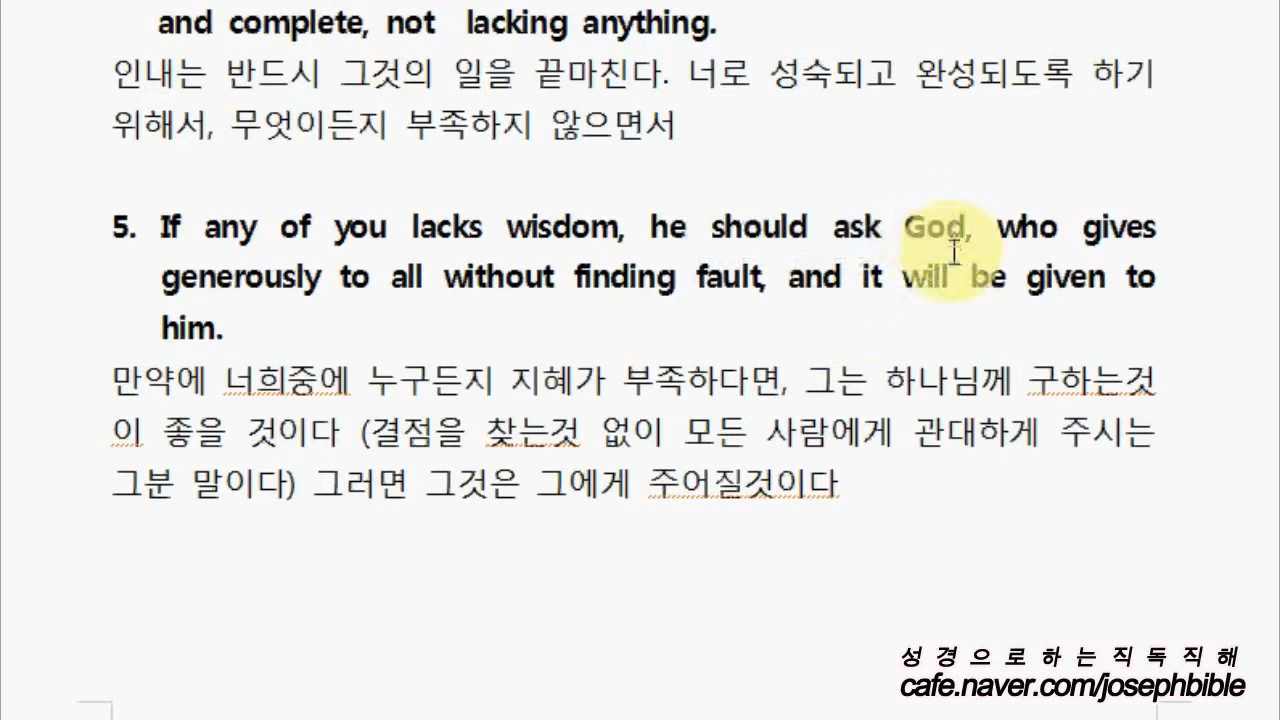 and complete, not lacking anything.
인내는 반드시 그것의 일을 끝마친다. 너로 성숙되고 완성되도록 하기
위해서, 무엇이든지 부족하지 않으면서
5. If any of you lacks wisdom, he should ask God, who gives
generously to all without finding fault, and it will be given to
him.
만약에 너희중에 누구든지 지혜가 부족하다면, 그는 하나님께 구하는것
이 좋을 것이다 (결점을 찾는것 없이 모든 사람에게 관대하게 주시는
그분 말이다) 그러면 그것은 그에게 주어질것이다
성경으로하는직독직해
cafe.naver.com/josephbible